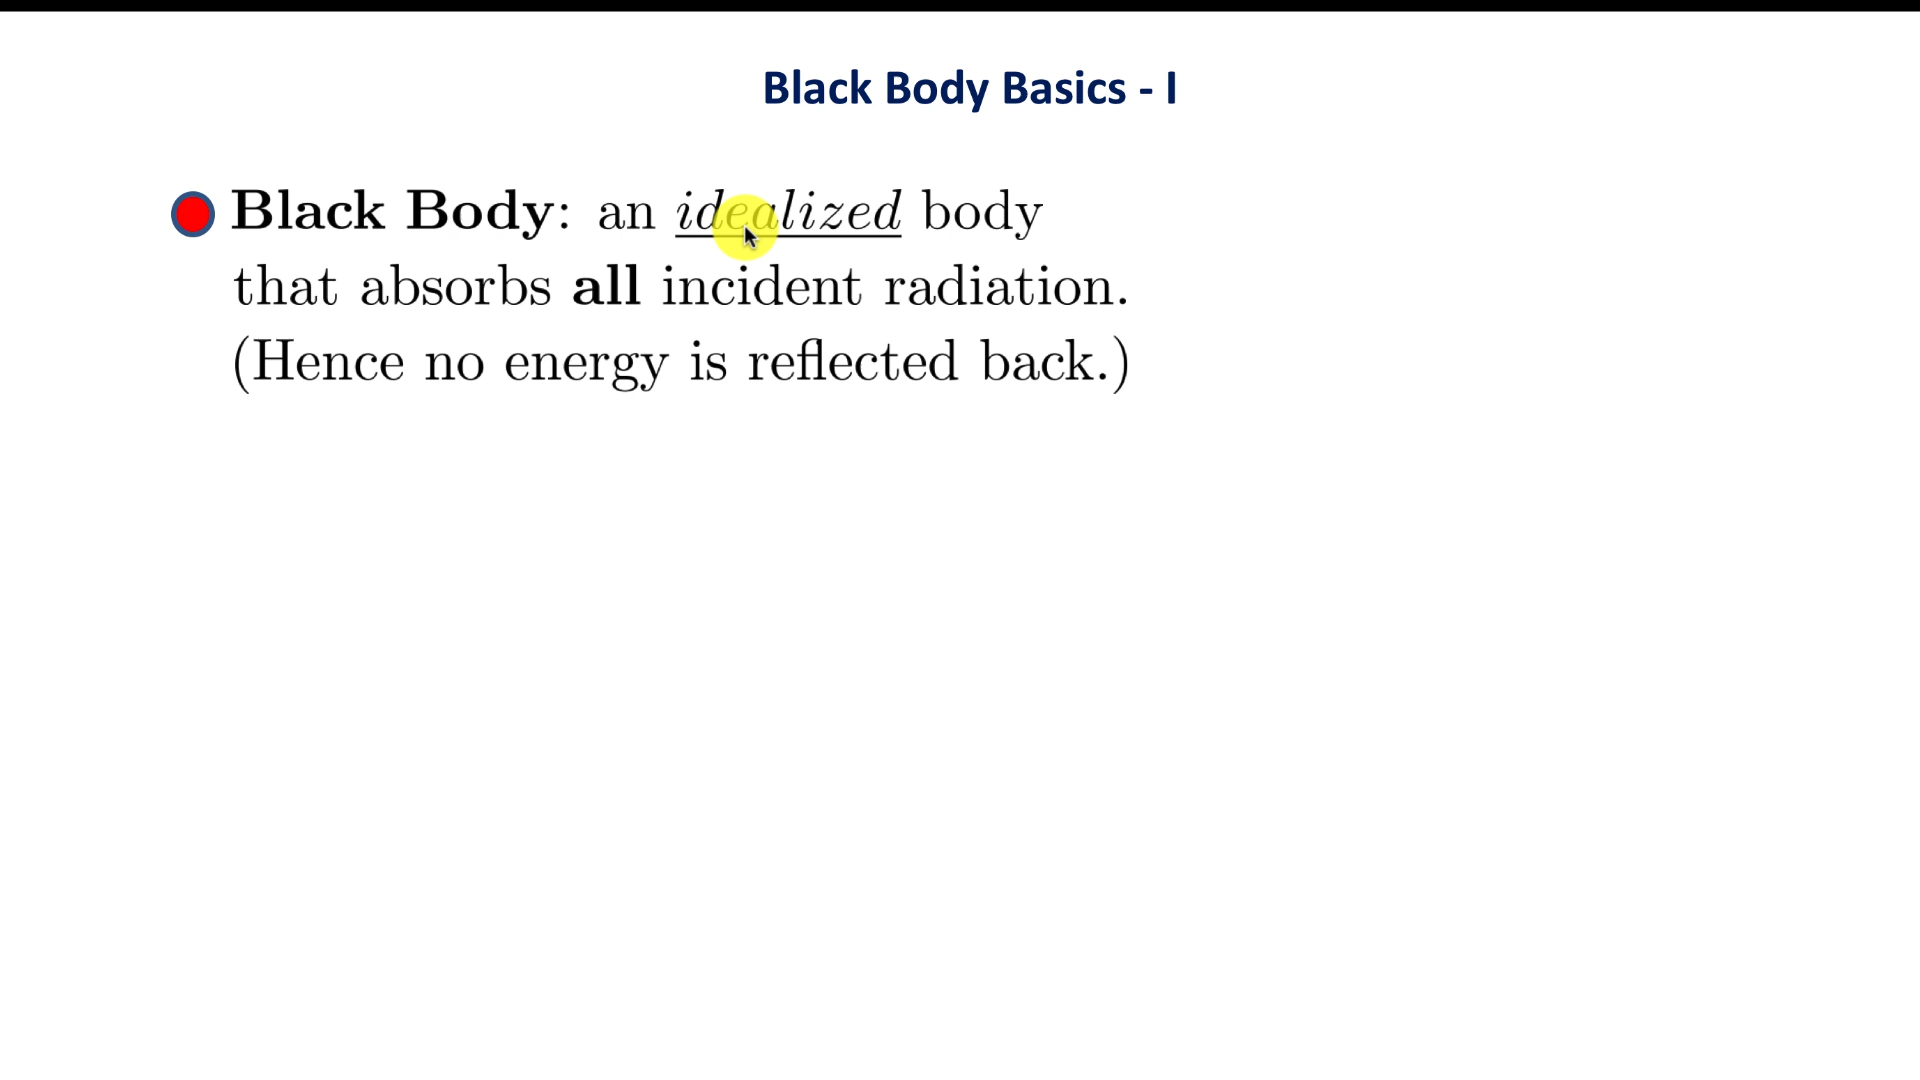 Black Body Basics - I
Black Body: an idealized body
that absorbs all incident radiation.
(Hence no energy is reflected back.)